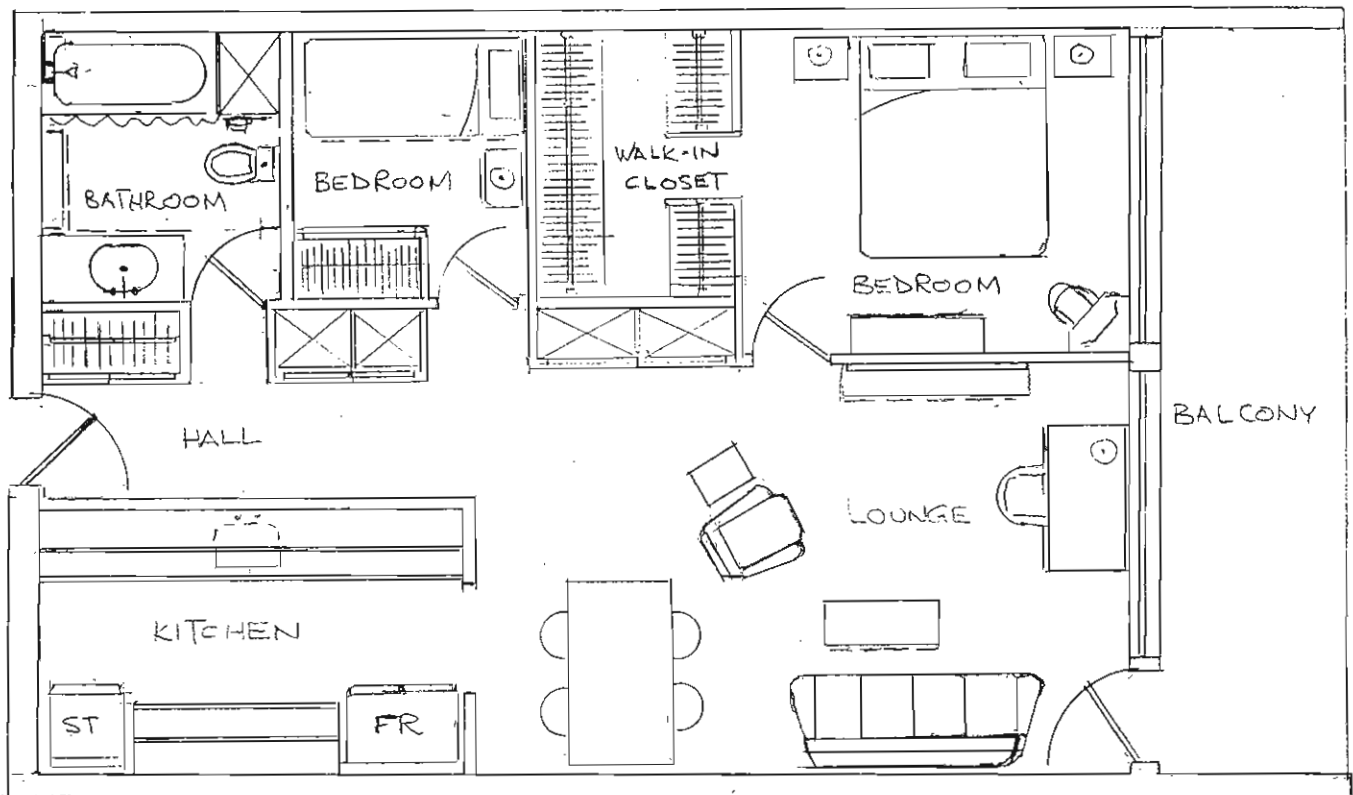 BATHROOM
BEDROOM
WALK-IN
CLOSET
BEDROOM
BALCONY
HALL
LOUNGE
KITCHEN
ST
FR